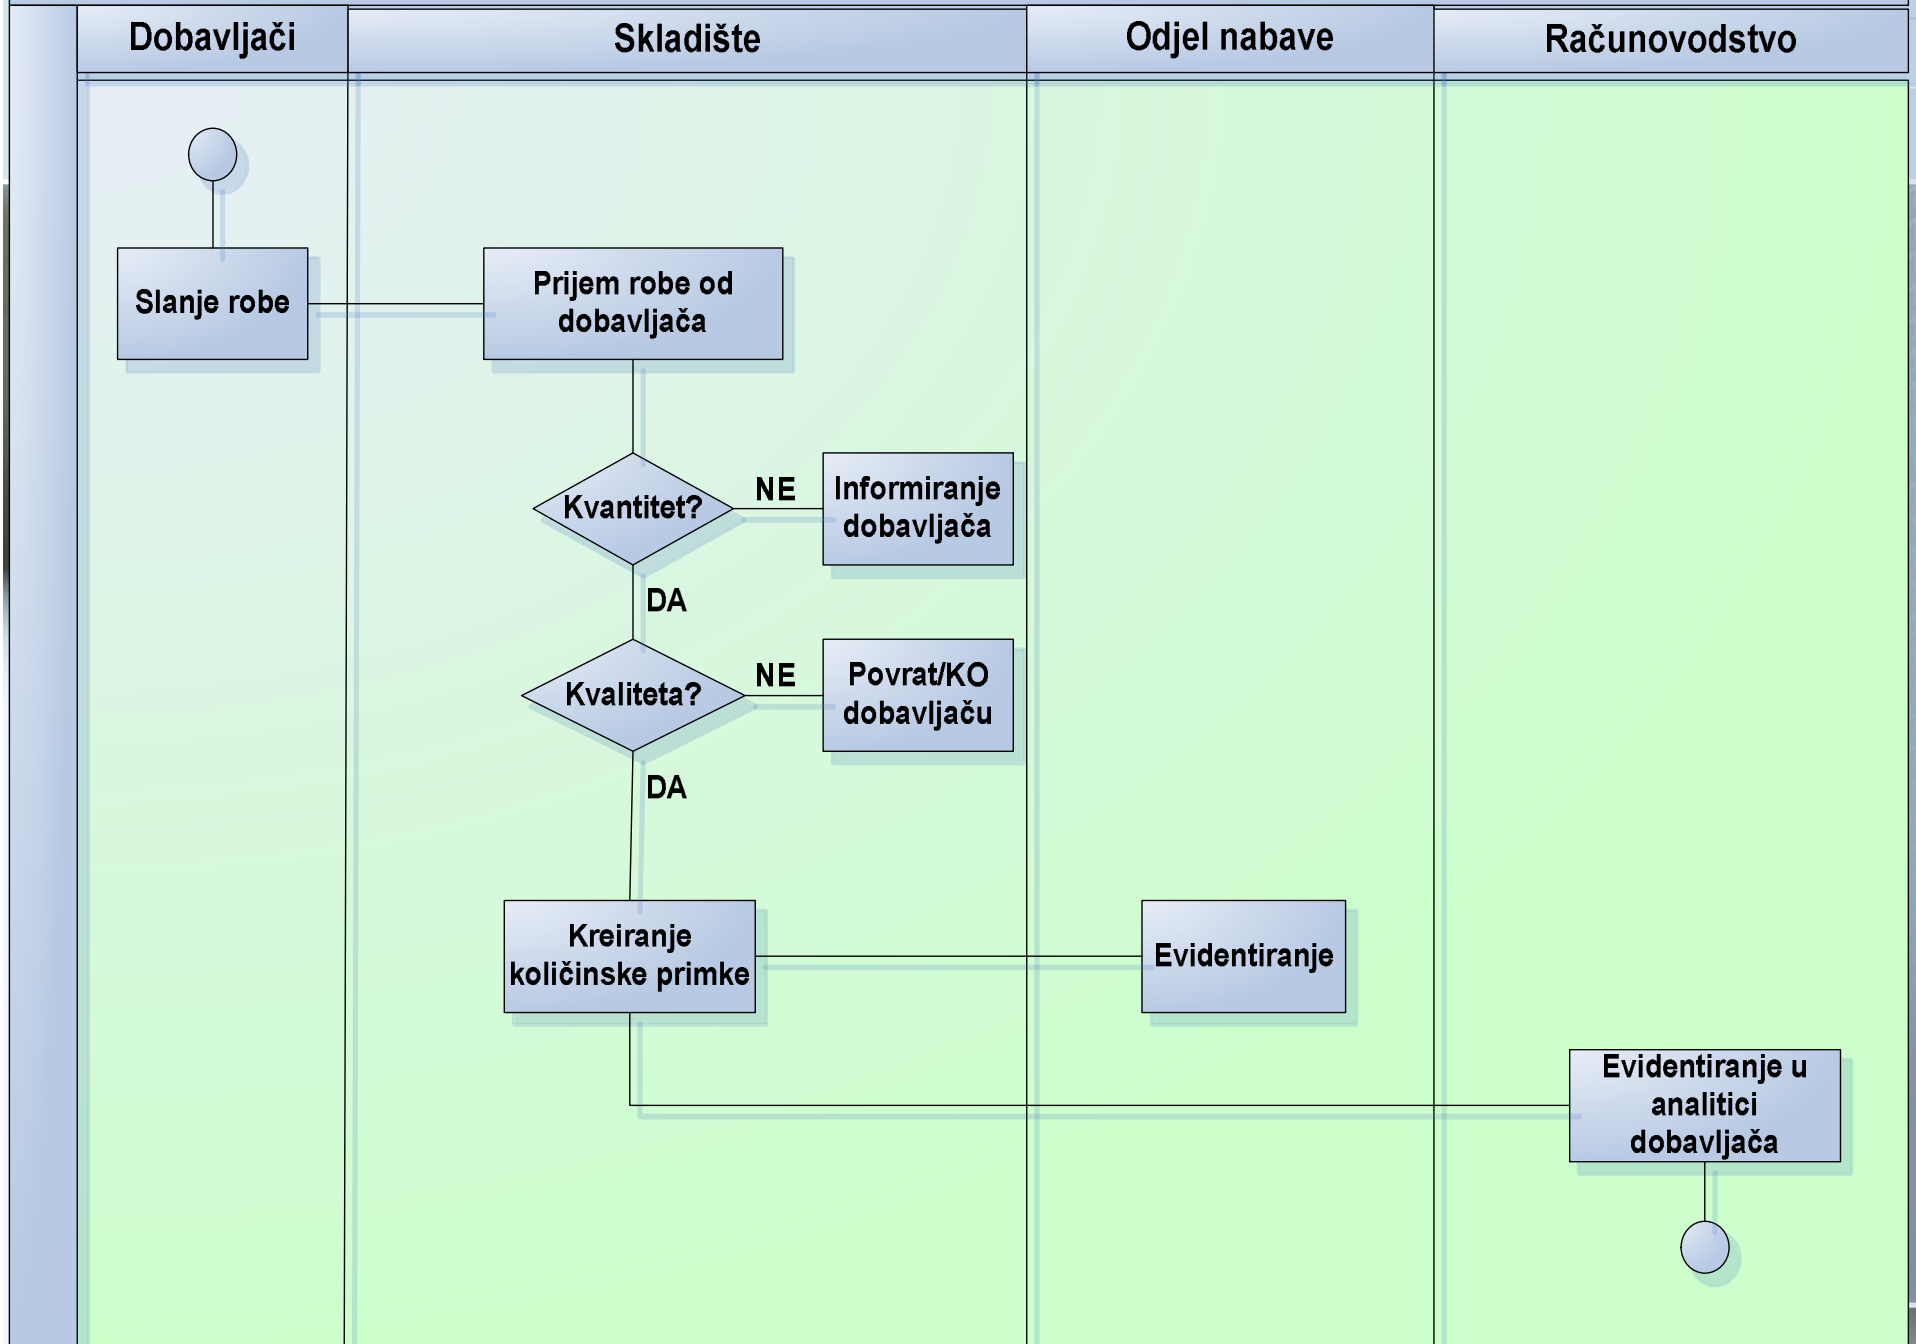 Dobavljači
Skladište
Odjel nabave
Računovodstvo
Slanje robe
Prijem robe od
dobavljača
Kvantitet?
NE
Informiranje
dobavljača
DA
Kvaliteta?
NE
Povrat/KO
dobavljaču
DA
Kreiranje
količinske primke
Evidentiranje
Evidentiranje u
analitici
dobavljača